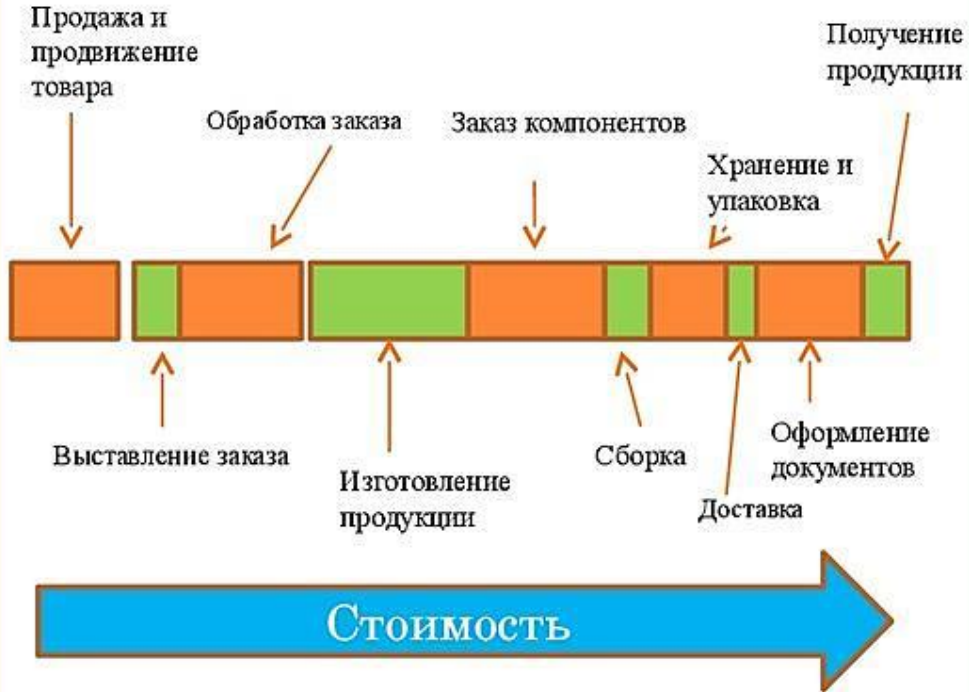 Продажа и
продвижение
товара
Обработка заказа
Заказ компонентов
Хранение и
упаковка
Получение
продукции
Выставление заказа
Изготовление
продукции
Сборка
Доставка
Оформление
документов
Стоимость